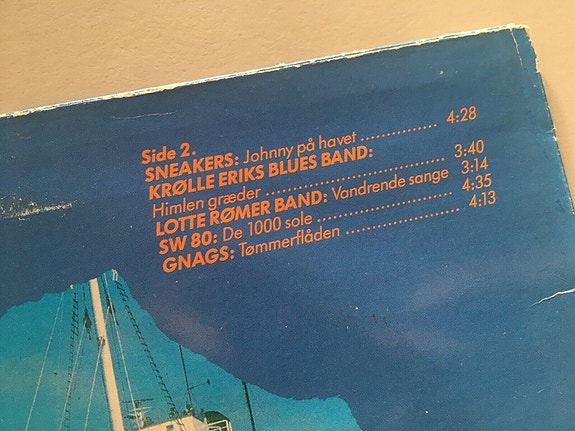 Side 2.
SNEAKERS: Johnny på havet ................ 4:28
KRØLLE ERIKS BLUES BAND:
Himlen græder ..................................... 3:40
LOTTE RØMER BAND: Vandrende sange 3:14
SW 80: De 1000 sole ............................ 4:35
GNAGS: Tømmerflåden ........................ 4:13